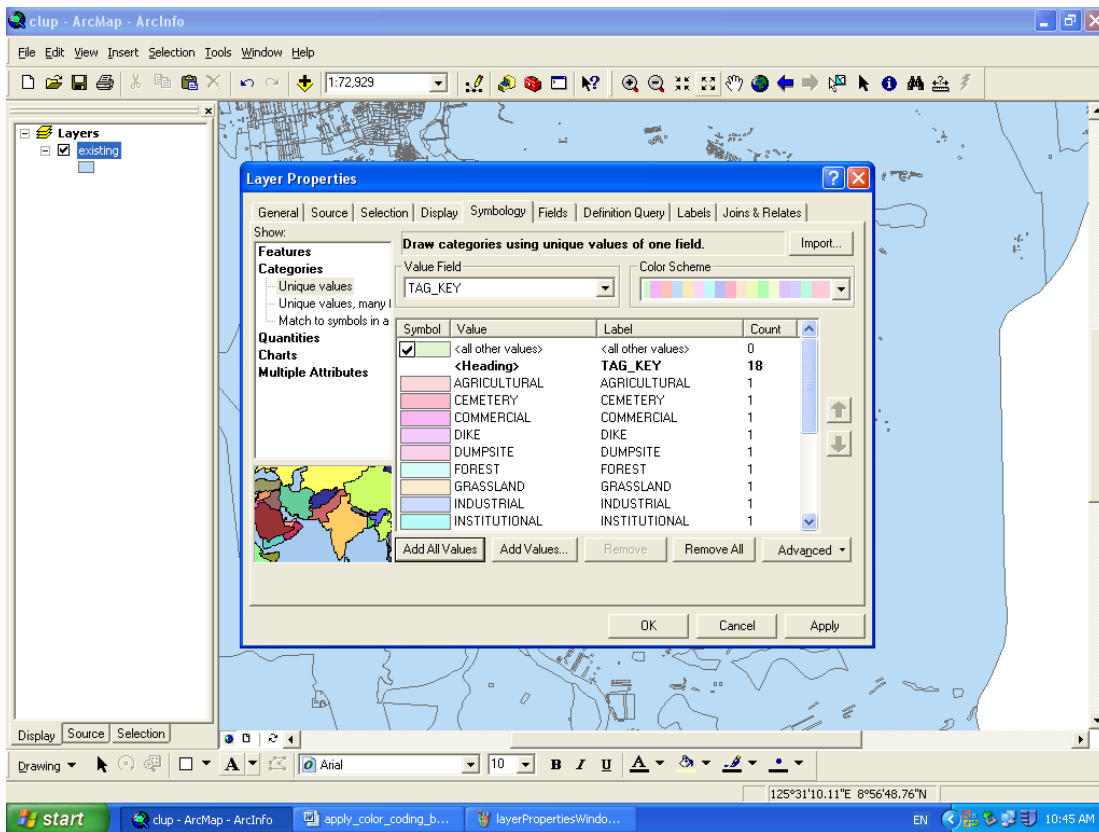 clup - ArcMap - ArcInfo
File Edit View Insert Selection Tools Window Help
1:72,929
Layers
existing
Layer Properties
General Source Selection Display Symbology Fields Definition Query Labels Joins & Relates
Show:
Features
Categories
Unique values
Unique values, many
Match to symbols in a
Quantities
Charts
Multiple Attributes
Draw categories using unique values of one field.
Import...
Value Field
TAG_KEY
Color Scheme
Symbol Value Label Count
<all other values> <all other values> 0
<Heading> TAG_KEY 18
AGRICULTURAL AGRICULTURAL 1
CEMETERY CEMETERY 1
COMMERCIAL COMMERCIAL 1
DIKE DIKE 1
DUMPSITE DUMPSITE 1
FOREST FOREST 1
GRASSLAND GRASSLAND 1
INDUSTRIAL INDUSTRIAL 1
INSTITUTIONAL INSTITUTIONAL 1
Add All Values Add Values... Remove Remove All Advanced
OK Cancel Apply
Display Source Selection
Drawing A Arial 10 B I U A
125°31'10.11"E 8°56'48.76"N
start clup - ArcMap - ArcInfo apply_color_coding_b... layerPropertiesWindo... EN 10:45 AM